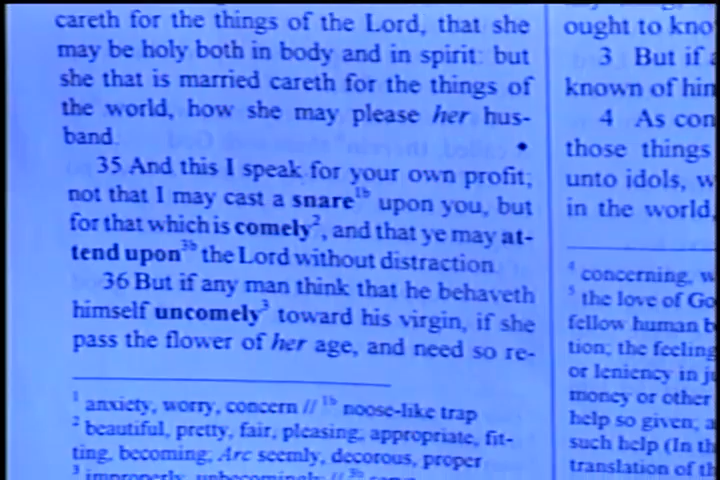 careth for the things of the Lord, that she
may be holy both in body and in spirit: but
she that is married careth for the things of
the world, how she may please her hus-
band.
35 And this I speak for your own profit;
not that I may cast a snare1b upon you, but
for that which is comely2, and that ye may at-
tend upon3b the Lord without distraction
36 But if any man think that he behaveth
himself uncomely3 toward his virgin, if she
pass the flower of her age, and need so re-
1 anxiety, worry, concern // 1b noose-like trap
2 beautiful, pretty, fair, pleasing; appropriate, fit-
ting, becoming; Arc seemly, decorous, proper
3 improperly, unbecomingly // 3b
ought to kno
3 But if
known of him
4 As con
those things
unto idols, w
in the world,
4 concerning, w
5 the love of Go
fellow human b
tion; the feeling
or leniency in ju
money or other
help so given; a
such help (In th
translation of th